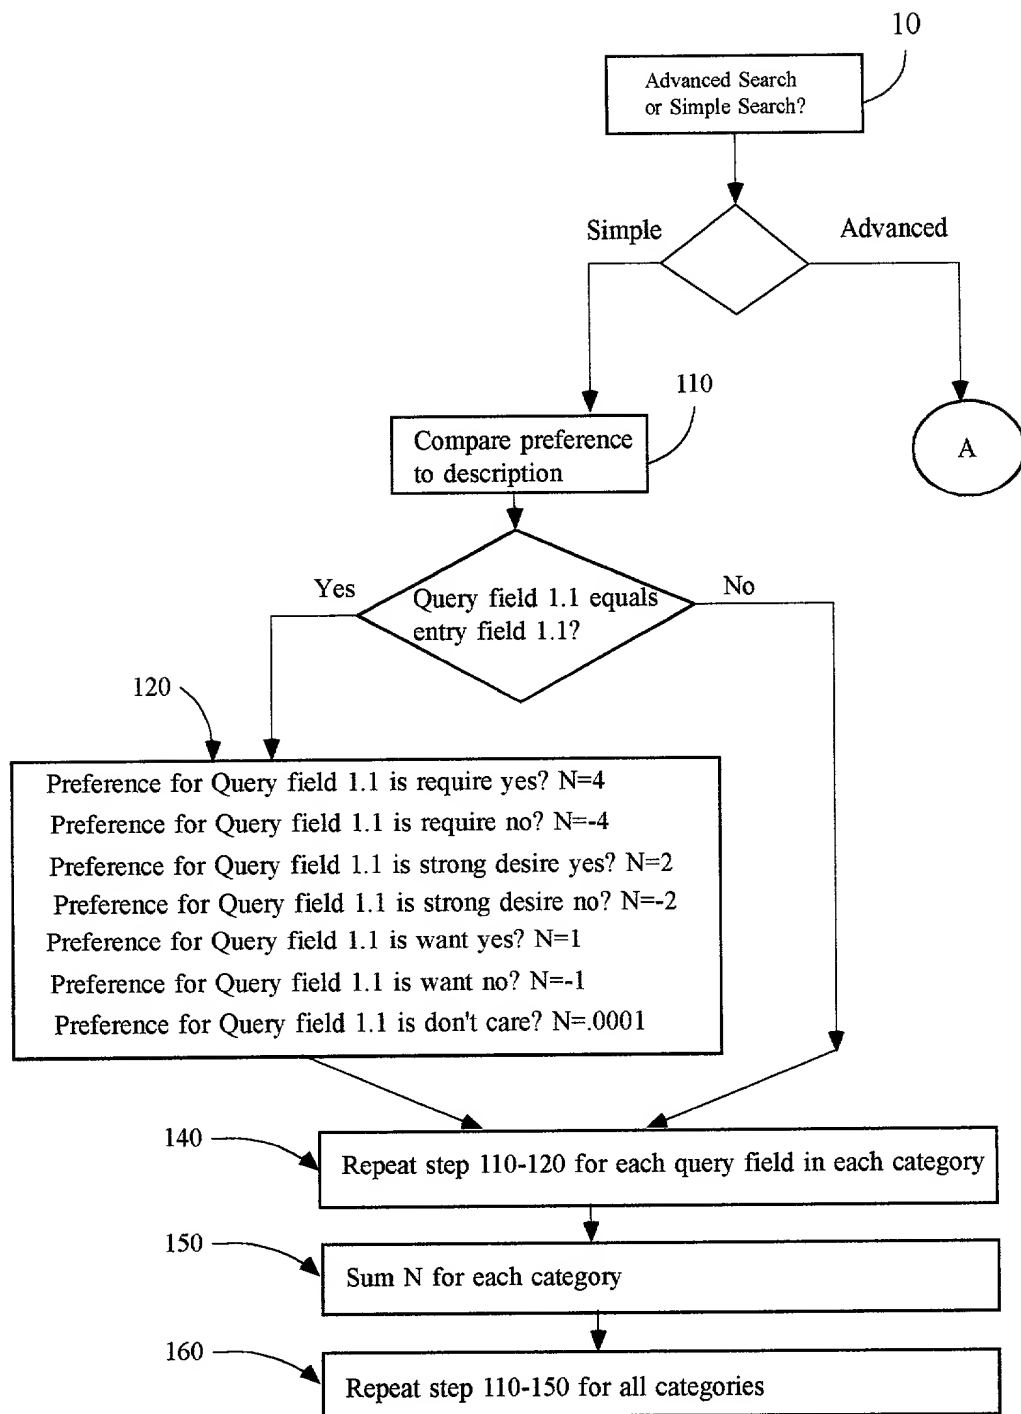 10
Advanced Search
or Simple Search?
Simple
Advanced
110
Compare preference
to description
A
Yes
No
Query field 1.1 equals
entry field 1.1?
120
Preference for Query field 1.1 is require yes? N=4
Preference for Query field 1.1 is require no? N=-4
Preference for Query field 1.1 is strong desire yes? N=2
Preference for Query field 1.1 is strong desire no? N=-2
Preference for Query field 1.1 is want yes? N=1
Preference for Query field 1.1 is want no? N=-1
Preference for Query field 1.1 is don't care? N=.0001
140
Repeat step 110-120 for each query field in each category
150
Sum N for each category
160
Repeat step 110-150 for all categories